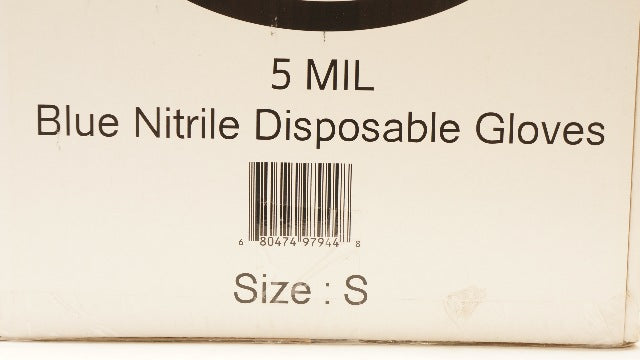 5 MIL
Blue Nitrile Disposable Gloves
6 80474 97944 8
Size : S